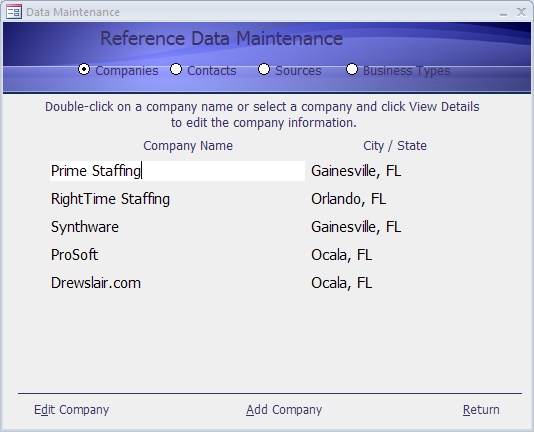 Data Maintenance
Reference Data Maintenance
Companies Contacts Sources Business Types
Double-click on a company name or select a company and click View Details
to edit the company information.
Company Name City / State
Prime Staffing Gainesville, FL
RightTime Staffing Orlando, FL
Synthware Gainesville, FL
ProSoft Ocala, FL
Drewslair.com Ocala, FL
Edit Company Add Company Return